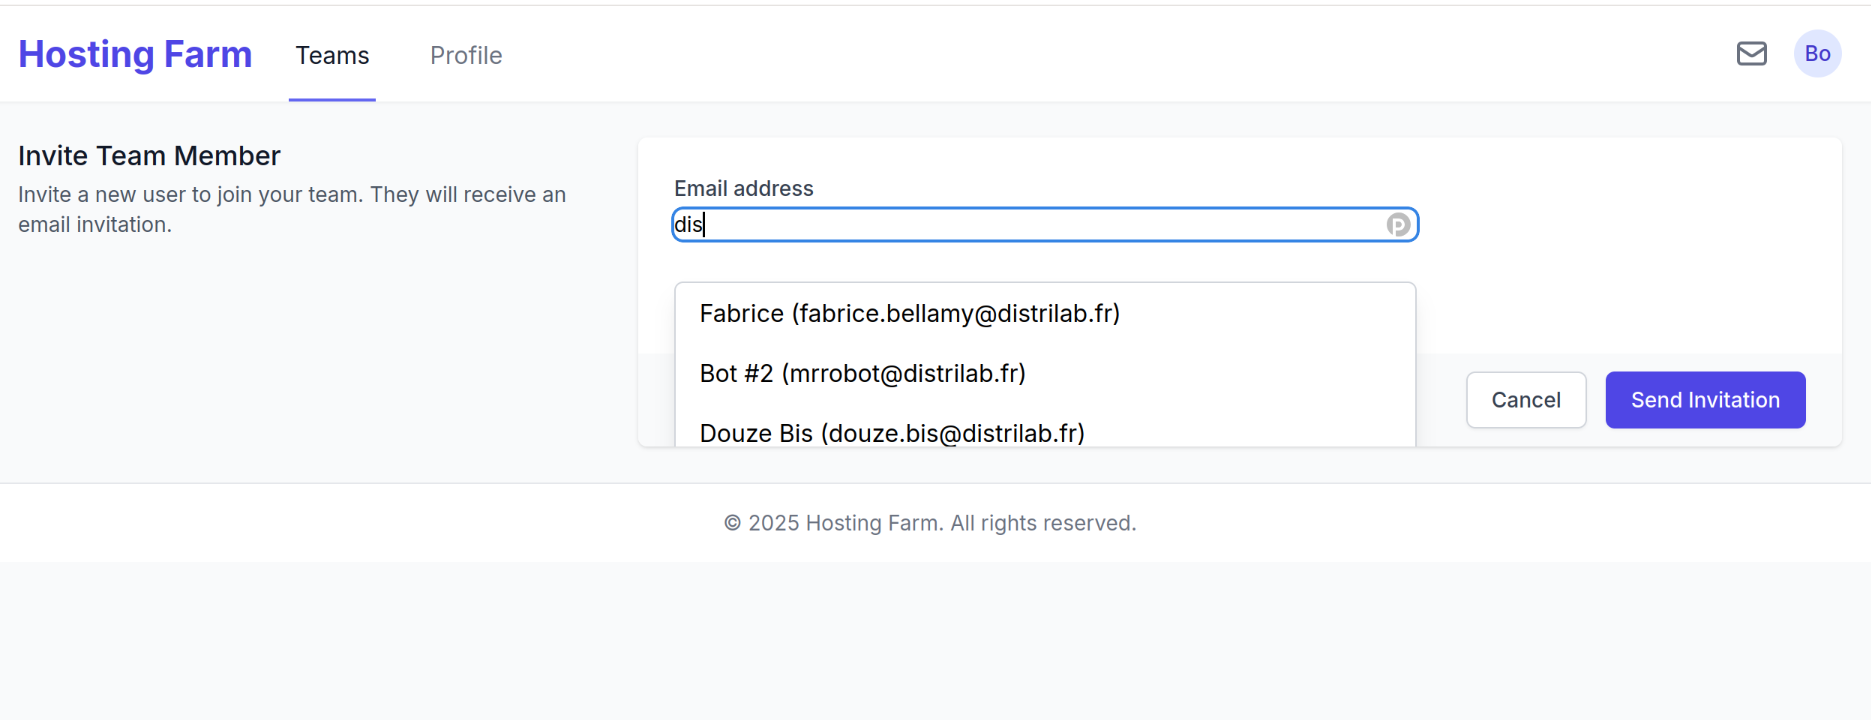 Hosting Farm Teams Profile Bo
Invite Team Member
Invite a new user to join your team. They will receive an
email invitation.
Email address
dis
Fabrice (fabrice.bellamy@distrilab.fr)
Bot #2 (mrrobot@distrilab.fr)
Douze Bis (douze.bis@distrilab.fr)
Cancel Send Invitation
© 2025 Hosting Farm. All rights reserved.